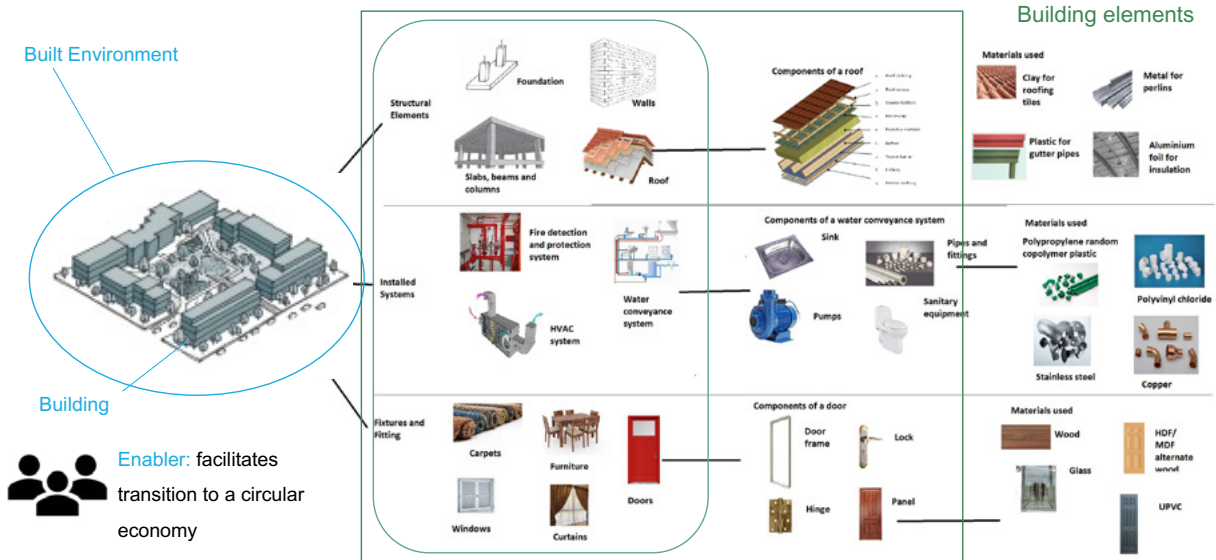 Building elements
Built Environment
Building
Enabler: facilitates
transition to a circular
economy
Structural
Elements
Foundation
Walls
Slabs, beams and
columns
Roof
Components of a roof
Materials used
Clay for
roofing
tiles
Metal for
perlins
Plastic for
gutter pipes
Aluminium
foil for
insulation
Installed
Systems
Fire detection
and protection
system
HVAC
system
Water
conveyance
system
Components of a water conveyance system
Sink
Pipes and
fittings
Pumps
Sanitary
equipment
Materials used
Polypropylene random
copolymer plastic
Polyvinyl chloride
Stainless steel
Copper
Fixtures and
Fitting
Carpets
Furniture
Windows
Curtains
Doors
Components of a door
Door
frame
Lock
Hinge
Panel
Materials used
Wood
HDF/
MDF
alternate
wood
Glass
UPVC